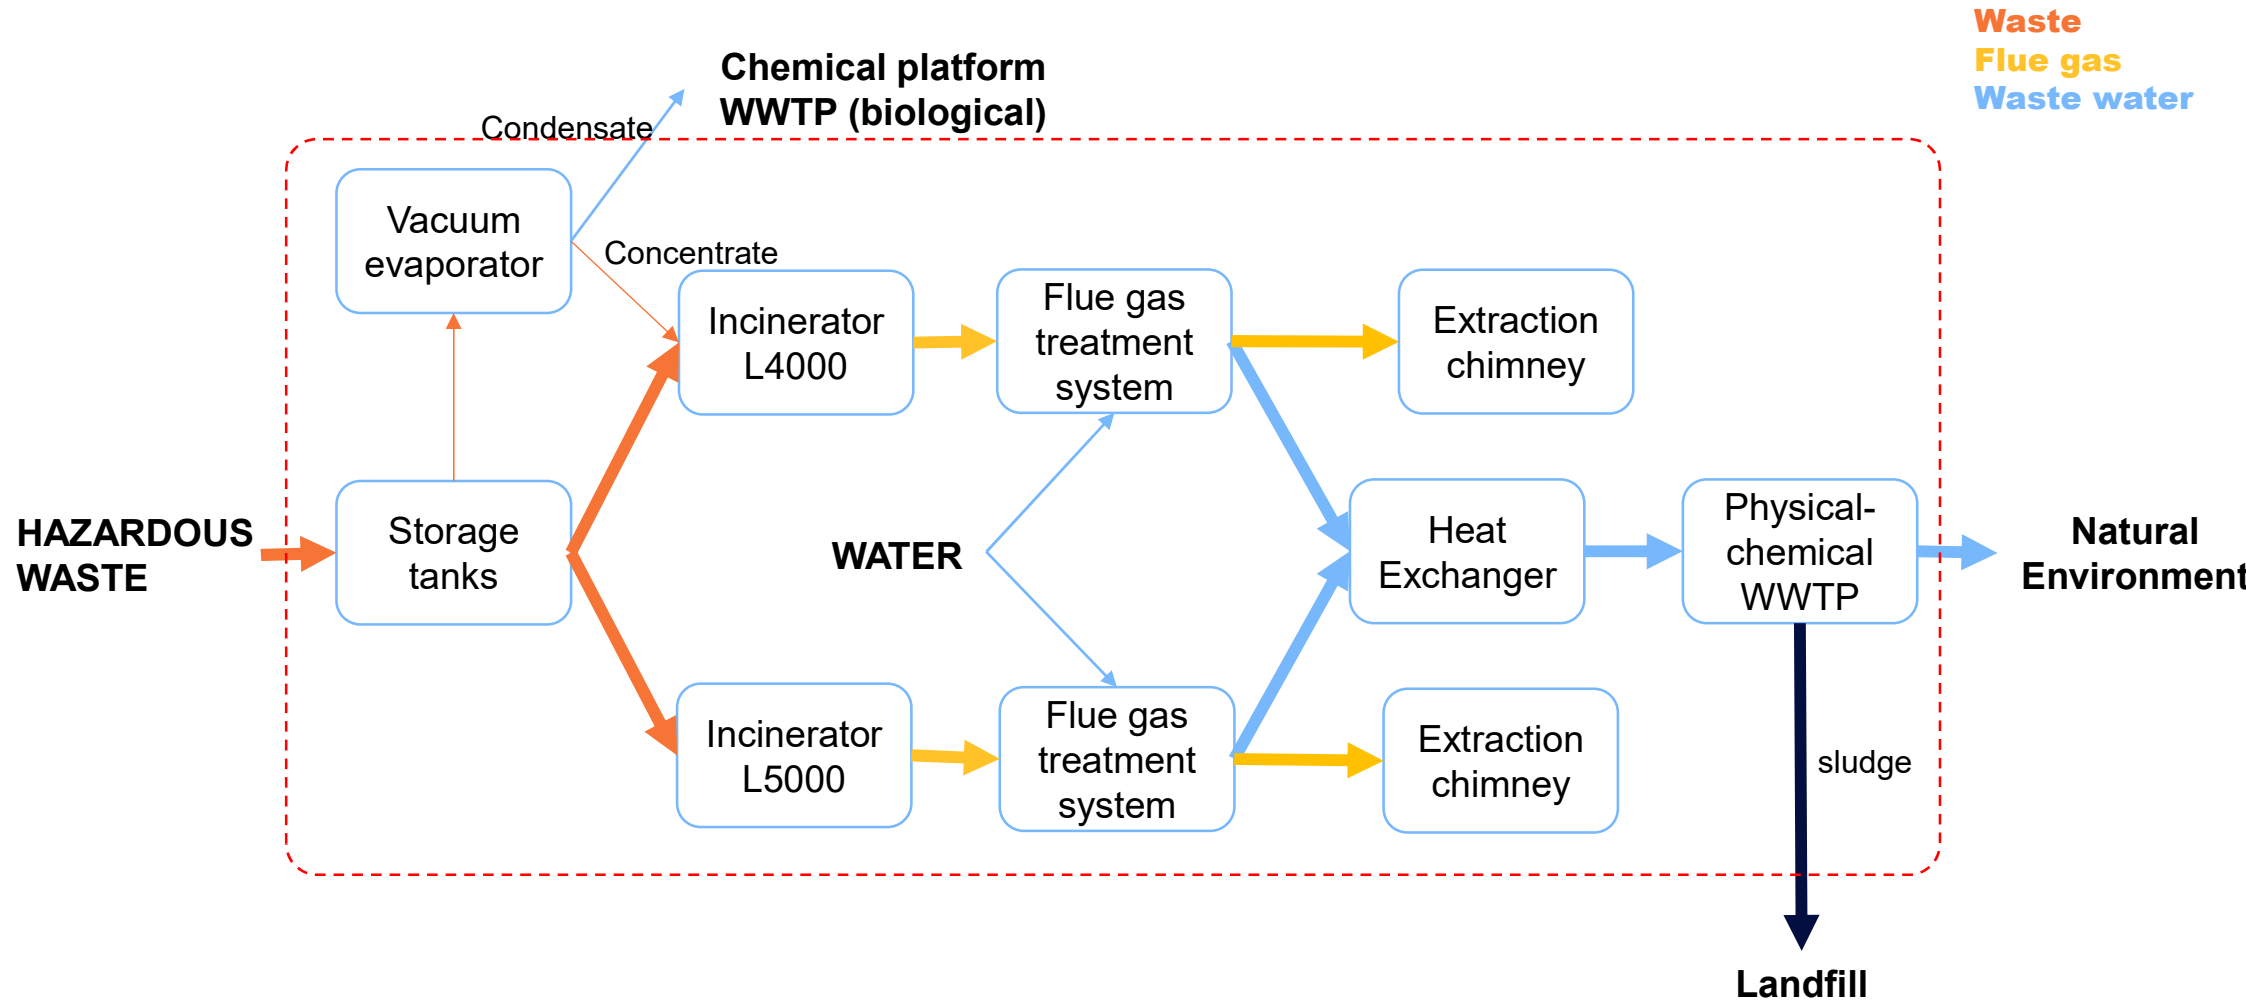 Waste
Flue gas
Waste water
Chemical platform
WWTP (biological)
Condensate
Vacuum
evaporator
Concentrate
Incinerator
L4000
Flue gas
treatment
system
Extraction
chimney
HAZARDOUS
WASTE
Storage
tanks
WATER
Heat
Exchanger
Physical-
chemical
WWTP
Natural
Environment
Incinerator
L5000
Flue gas
treatment
system
Extraction
chimney
sludge
Landfill